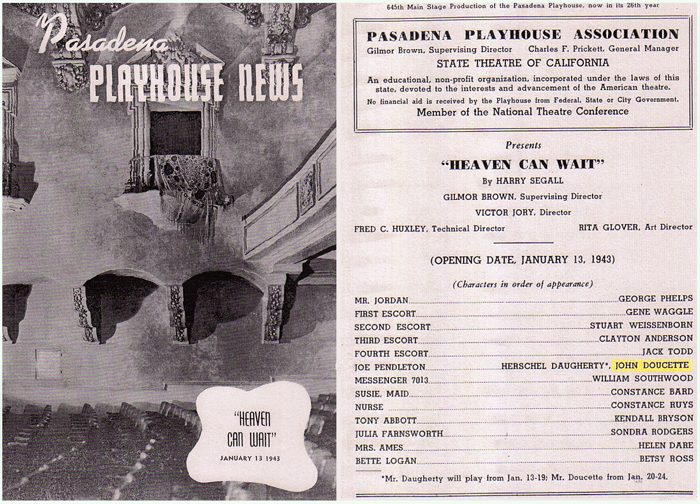 Pasadena
PLAYHOUSE NEWS
"HEAVEN
CAN WAIT"
JANUARY 13 1943
645th Main Stage Production of the Pasadena Playhouse, now in its 26th year
PASADENA PLAYHOUSE ASSOCIATION
Gilmor Brown, Supervising Director Charles F. Prickett, General Manager
STATE THEATRE OF CALIFORNIA
An educational, non-profit organization, incorporated under the laws of this
state, devoted to the interests and advancement of the American theatre.
No financial aid is received by the Playhouse from Federal, State or City Government.
Member of the National Theatre Conference
Presents
"HEAVEN CAN WAIT"
By HARRY SEGALL
GILMOR BROWN, Supervising Director
VICTOR JORY, Director
FRED C. HUXLEY, Technical Director RITA GLOVER, Art Director
(OPENING DATE, JANUARY 13, 1943)
(Characters in order of appearance)
MR. JORDAN GEORGE PHELPS
FIRST ESCORT GENE WAGGLE
SECOND ESCORT STUART WEISSENBORN
THIRD ESCORT CLAYTON ANDERSON
FOURTH ESCORT JACK TODD
JOE PENDLETON HERSCHEL DAUGHERTY*, JOHN DOUCETTE
MESSENGER 7013 WILLIAM SOUTHWOOD
SUSIE, MAID CONSTANCE BARD
NURSE CONSTANCE RUYS
TONY ABBOTT KENDALL BRYSON
JULIA FARNSWORTH SONDRA RODGERS
MRS. AMES HELEN DARE
BETTE LOGAN BETSY ROSS
*Mr. Daugherty will play from Jan. 13-19; Mr. Doucette from Jan. 20-24.